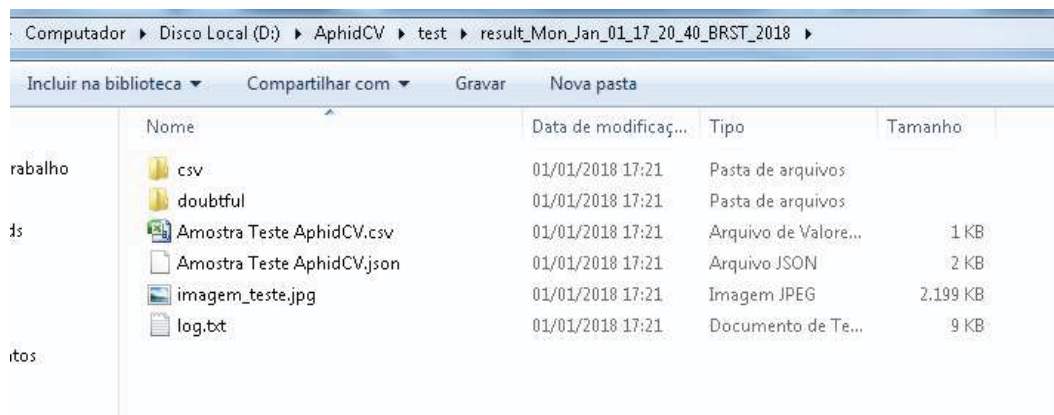 Computador ▸ Disco Local (D:) ▸ AphidCV ▸ test ▸ result_Mon_Jan_01_17_20_40_BRST_2018 ▸
Incluir na biblioteca ▾ Compartilhar com ▾ Gravar Nova pasta
Nome Data de modificaç... Tipo Tamanho
rabalho csv 01/01/2018 17:21 Pasta de arquivos
doubtful 01/01/2018 17:21 Pasta de arquivos
ds Amostra Teste AphidCV.csv 01/01/2018 17:21 Arquivo de Valore... 1 KB
Amostra Teste AphidCV.json 01/01/2018 17:21 Arquivo JSON 2 KB
imagem_teste.jpg 01/01/2018 17:21 Imagem JPEG 2.199 KB
log.txt 01/01/2018 17:21 Documento de Te... 9 KB
ntos